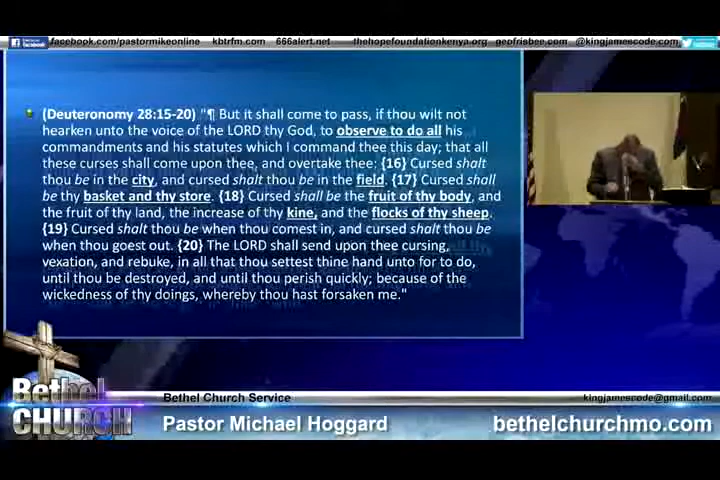 facebook.com/pastormikeonline kbtrfm.com 666alert.net thehopefoundationkenya.org geofrisbee.com @kingjamescode.com twitter
(Deuteronomy 28:15-20) "¶ But it shall come to pass, if thou wilt not
hearken unto the voice of the LORD thy God, to observe to do all his
commandments and his statutes which I command thee this day; that all
these curses shall come upon thee, and overtake thee: {16} Cursed shalt
thou be in the city, and cursed shalt thou be in the field. {17} Cursed shall
be thy basket and thy store. {18} Cursed shall be the fruit of thy body, and
the fruit of thy land, the increase of thy kine, and the flocks of thy sheep.
{19} Cursed shalt thou be when thou comest in, and cursed shalt thou be
when thou goest out. {20} The LORD shall send upon thee cursing,
vexation, and rebuke, in all that thou settest thine hand unto for to do,
until thou be destroyed, and until thou perish quickly; because of the
wickedness of thy doings, whereby thou hast forsaken me."
Bethel
CHURCH
Bethel Church Service kingjamescode@gmail.com
Pastor Michael Hoggard bethelchurchmo.com